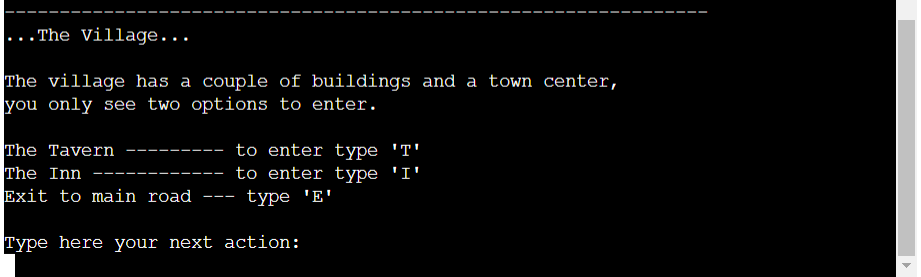 ----------------------------------------------------------------
...The Village...
The village has a couple of buildings and a town center,
you only see two options to enter.
The Tavern --------- to enter type 'T'
The Inn ------------ to enter type 'I'
Exit to main road --- type 'E'
Type here your next action: